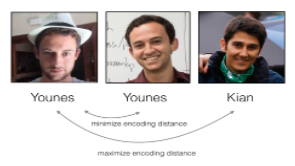 Younes Younes Kian
minimize encoding distance
maximize encoding distance